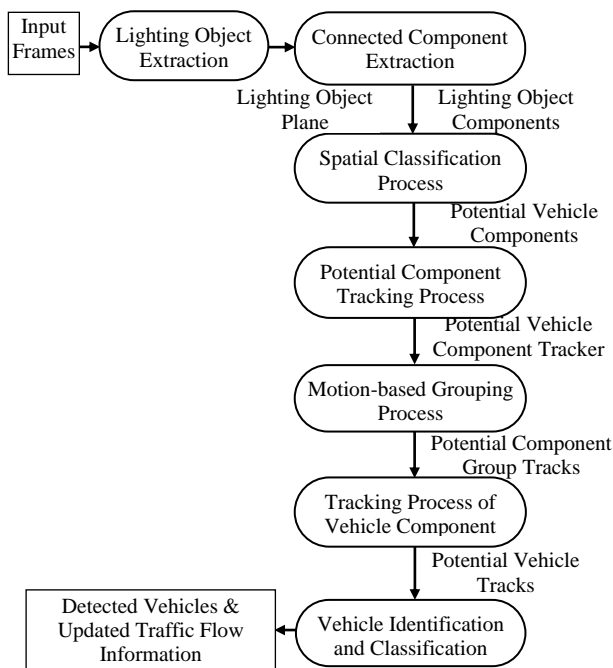 Input
Frames
Lighting Object
Extraction
Connected Component
Extraction
Lighting Object
Plane
Lighting Object
Components
Spatial Classification
Process
Potential Vehicle
Components
Potential Component
Tracking Process
Potential Vehicle
Component Tracker
Motion-based Grouping
Process
Potential Component
Group Tracks
Tracking Process of
Vehicle Component
Potential Vehicle
Tracks
Vehicle Identification
and Classification
Detected Vehicles &
Updated Traffic Flow
Information